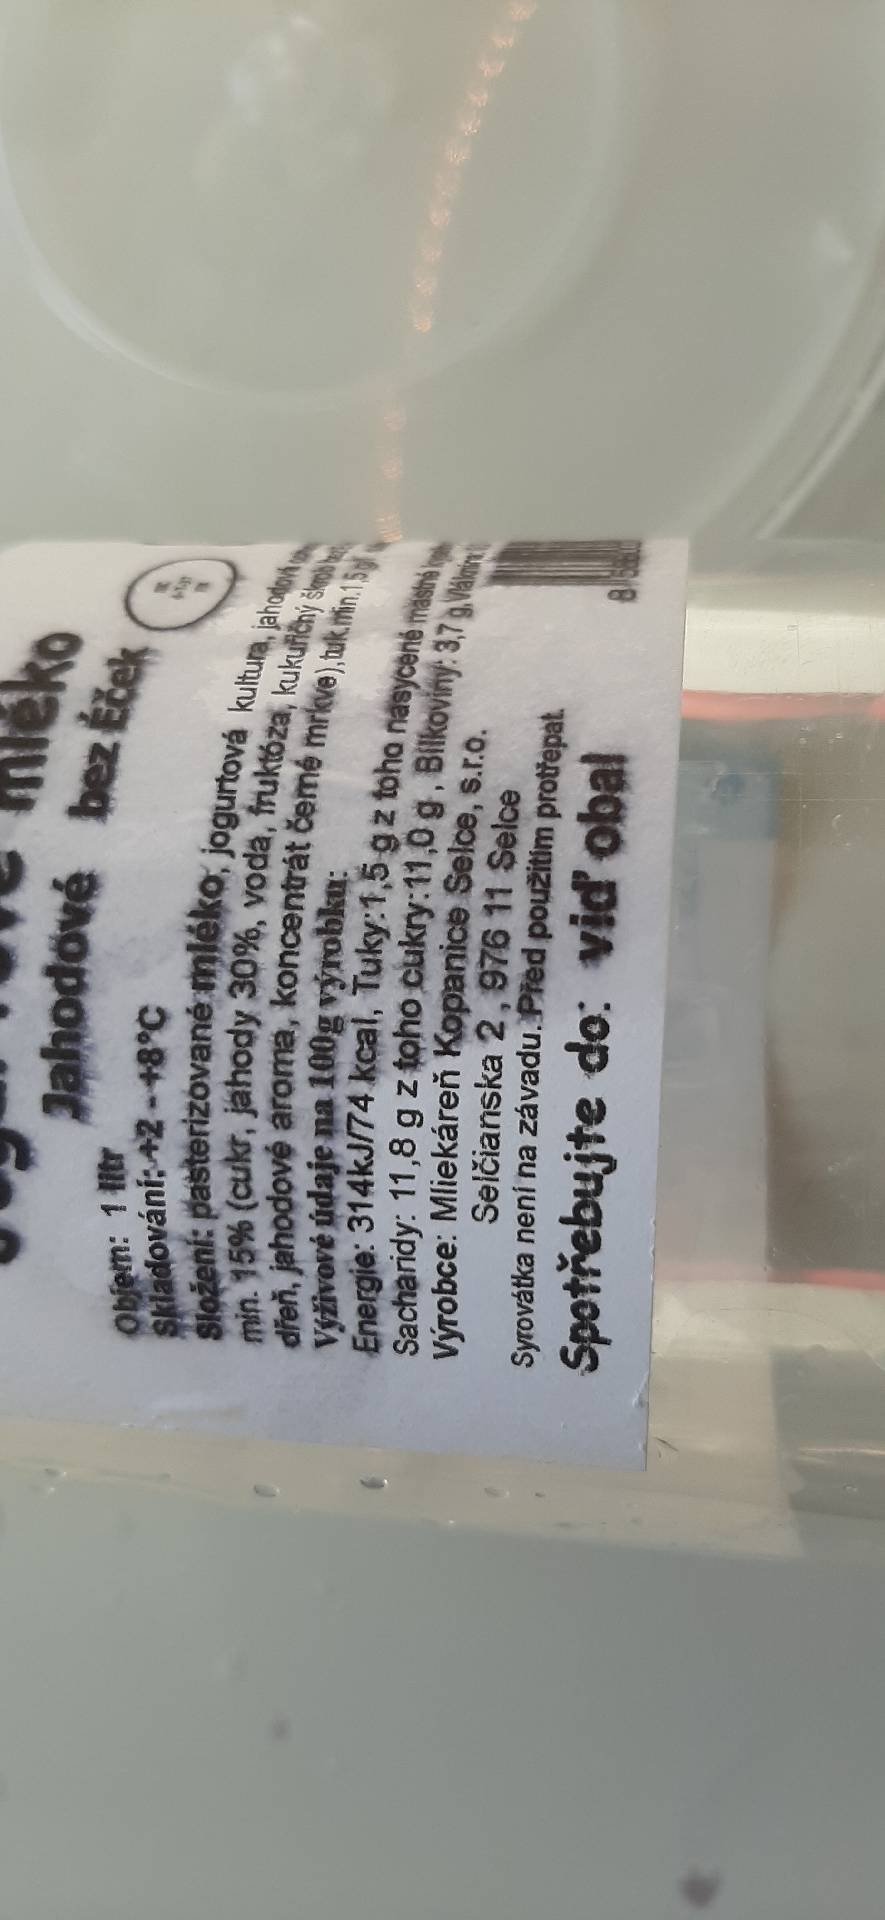 mléko
Jahodové bez Éček
Objem: 1 litr
Skladování: +2 - +8°C
Složení: pasterizované mléko, jogurtová kultura, jahodová
min. 15% (cukr, jahody 30%, voda, fruktóza, kukuřičný škrob
dřeň, jahodové aroma, koncentrát černé mrkve), tuk min. 1,5 g/
Výživové údaje na 100g výrobku:
Energie: 314kJ/74 kcal, Tuky:1,5 g z toho nasycené mastné
Sacharidy: 11,8 g z toho cukry:11,0 g , Bílkoviny: 3,7 g, Vláknina:
Výrobce: Mliekáreň Kopanice Selce, s.r.o.
Selčianska 2 , 976 11 Selce
Syrovátka není na závadu. Před použitím protřepat.
Spotřebujte do: viď obal